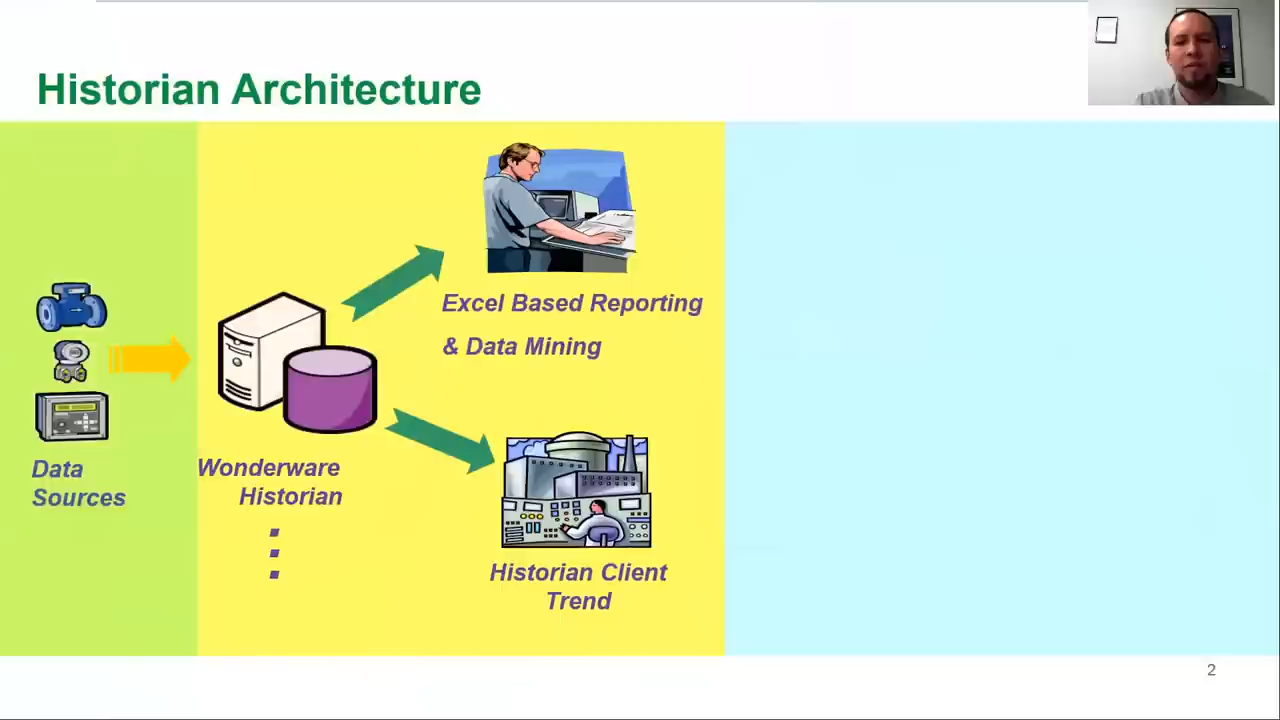 Historian Architecture
Excel Based Reporting
& Data Mining
Data
Sources
Wonderware
Historian
Historian Client
Trend
2